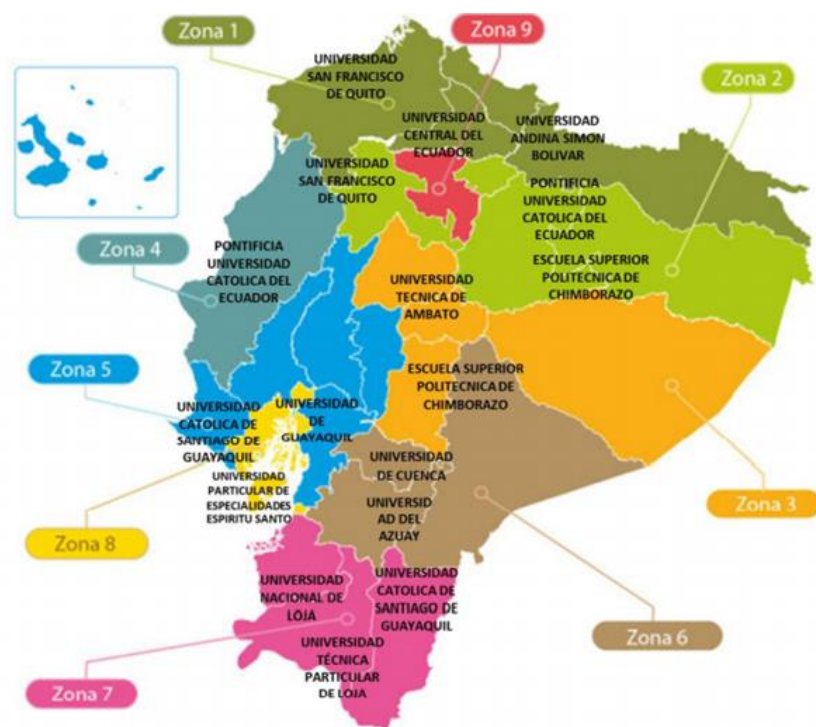 Zona 1
Zona 9
UNIVERSIDAD
SAN FRANCISCO
DE QUITO
Zona 2
UNIVERSIDAD
CENTRAL DEL
ECUADOR
UNIVERSIDAD
ANDINA SIMON
BOLIVAR
UNIVERSIDAD
SAN FRANCISCO
DE QUITO
PONTIFICIA
UNIVERSIDAD
CATOLICA DEL
ECUADOR
Zona 4
PONTIFICIA
UNIVERSIDAD
CATOLICA DEL
ECUADOR
ESCUELA SUPERIOR
POLITECNICA DE
CHIMBORAZO
UNIVERSIDAD
TECNICA DE
AMBATO
Zona 5
ESCUELA SUPERIOR
POLITECNICA DE
CHIMBORAZO
UNIVERSIDAD
CATOLICA DE
SANTIAGO DE
GUAYAQUIL
UNIVERSIDAD
DE
GUAYAQUIL
UNIVERSIDAD
DE CUENCA
UNIVERSIDAD
PARTICULAR DE
ESPECIALIDADES
ESPIRITU SANTO
Zona 3
UNIVERSID
AD DEL
AZUAY
Zona 8
UNIVERSIDAD
NACIONAL DE
LOJA
UNIVERSIDAD
CATOLICA DE
SANTIAGO DE
GUAYAQUIL
Zona 6
UNIVERSIDAD
TÉCNICA
PARTICULAR
DE LOJA
Zona 7